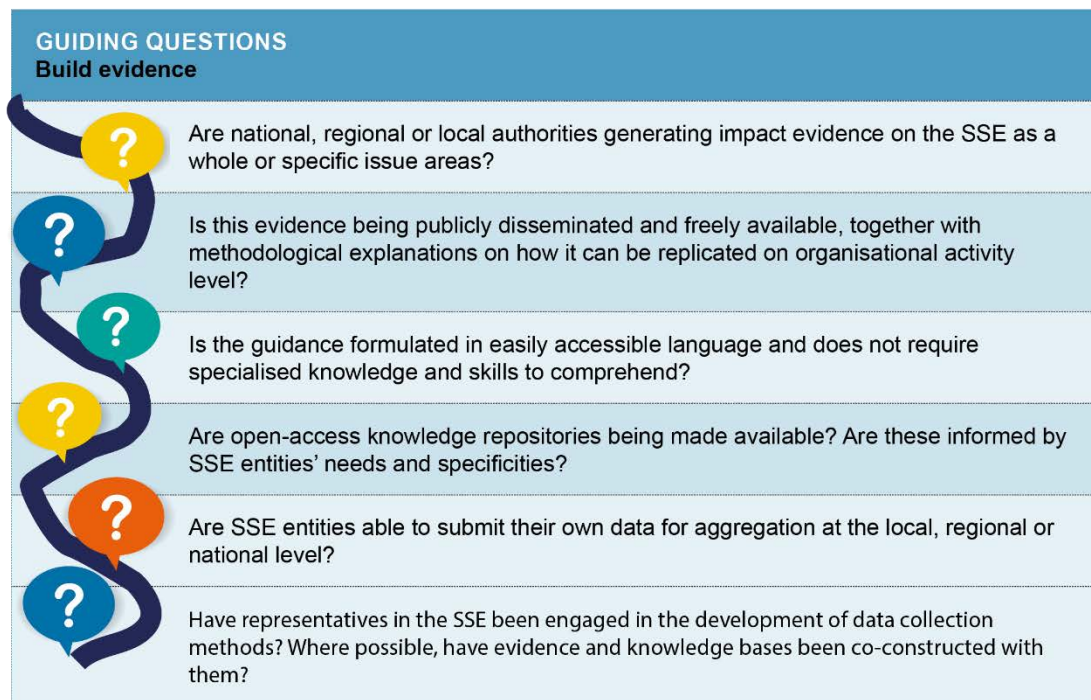 GUIDING QUESTIONS
Build evidence
?
Are national, regional or local authorities generating impact evidence on the SSE as a
whole or specific issue areas?
?
Is this evidence being publicly disseminated and freely available, together with
methodological explanations on how it can be replicated on organisational activity
level?
?
Is the guidance formulated in easily accessible language and does not require
specialised knowledge and skills to comprehend?
?
Are open-access knowledge repositories being made available? Are these informed by
SSE entities’ needs and specificities?
?
Are SSE entities able to submit their own data for aggregation at the local, regional or
national level?
?
Have representatives in the SSE been engaged in the development of data collection
methods? Where possible, have evidence and knowledge bases been co-constructed with
them?